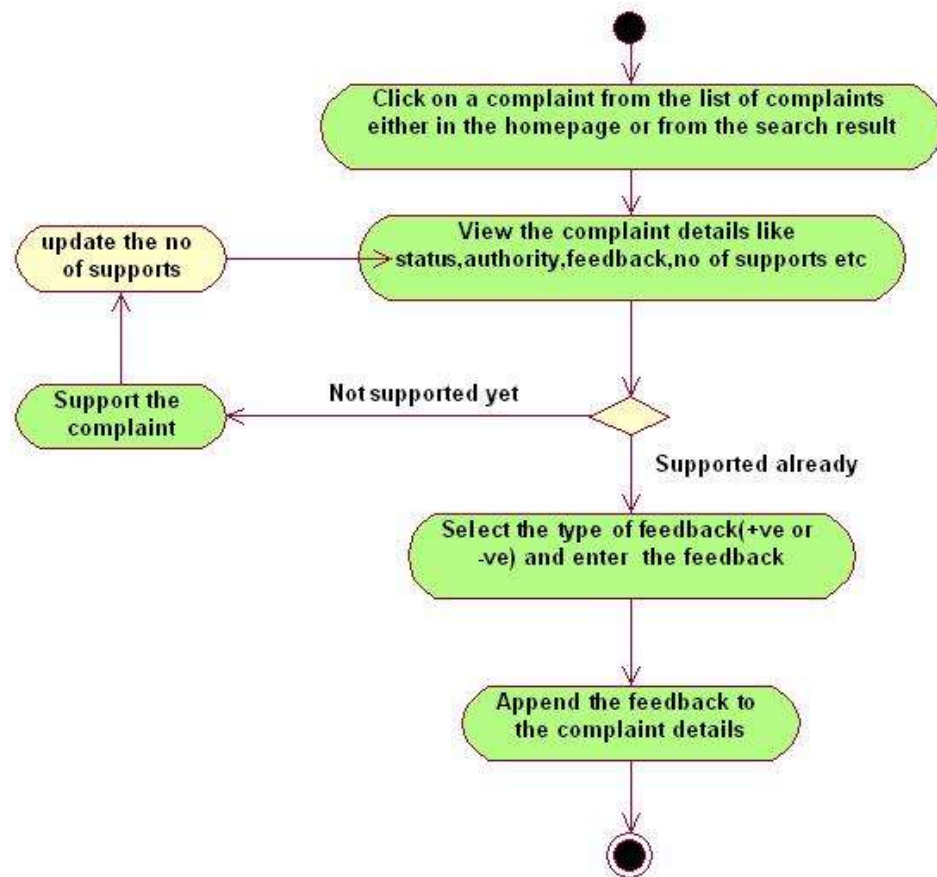 Click on a complaint from the list of complaints
either in the homepage or from the search result
View the complaint details like
status,authority,feedback,no of supports etc
update the no
of supports
Not supported yet
Support the
complaint
Supported already
Select the type of feedback(+ve or
-ve) and enter the feedback
Append the feedback to
the complaint details